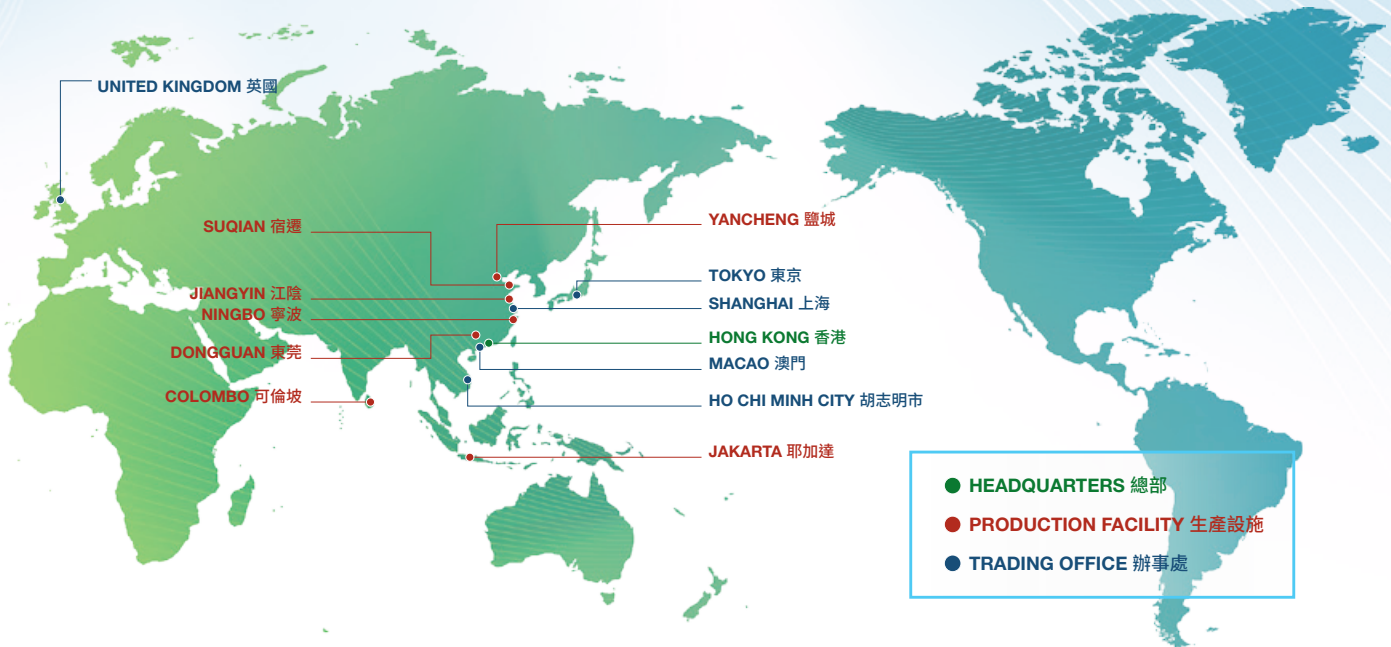 UNITED KINGDOM 英國
SUQIAN 宿遷
JIANGYIN 江陰
NINGBO 寧波
DONGGUAN 東莞
COLOMBO 可倫坡
YANCHENG 鹽城
TOKYO 東京
SHANGHAI 上海
HONG KONG 香港
MACAO 澳門
HO CHI MINH CITY 胡志明市
JAKARTA 耶加達
HEADQUARTERS 總部
PRODUCTION FACILITY 生產設施
TRADING OFFICE 辦事處